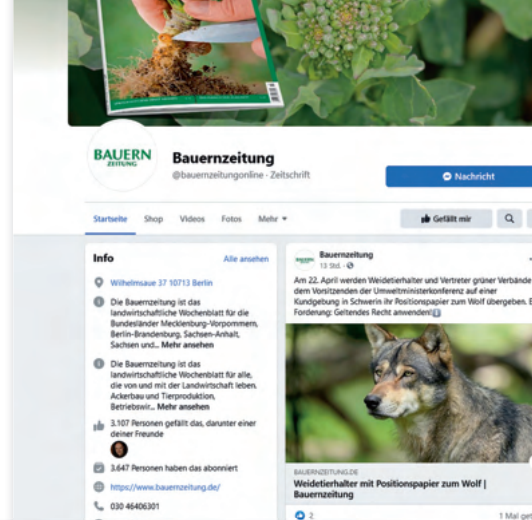 BAUERN
ZEITUNG
Bauernzeitung
@bauernzeitungonline · Zeitschrift
Nachricht
Startseite Shop Videos Fotos Mehr
Gefällt mir
Info Alle ansehen
Wilhelmsaue 37 10713 Berlin
Die Bauernzeitung ist das
landwirtschaftliche Wochenblatt für die
Bundesländer Mecklenburg-Vorpommern,
Berlin-Brandenburg, Sachsen-Anhalt,
Sachsen und... Mehr ansehen
Die Bauernzeitung ist das
landwirtschaftliche Wochenblatt für alle,
die von und mit der Landwirtschaft leben.
Ackerbau und Tierproduktion,
Betriebswir... Mehr ansehen
3.107 Personen gefällt das, darunter einer
deiner Freunde
3.647 Personen haben das abonniert
https://www.bauernzeitung.de/
030 46406301
Bauernzeitung
13 Std. ·
Am 22. April werden Weidetierhalter und Vertreter grüner Verbände
dem Vorsitzenden der Umweltministerkonferenz auf einer
Kundgebung in Schwerin ihr Positionspapier zum Wolf übergeben. E
Forderung: Geltendes Recht anwenden!
BAUERNZEITUNG.DE
Weidetierhalter mit Positionspapier zum Wolf |
Bauernzeitung
2 1 Mal get